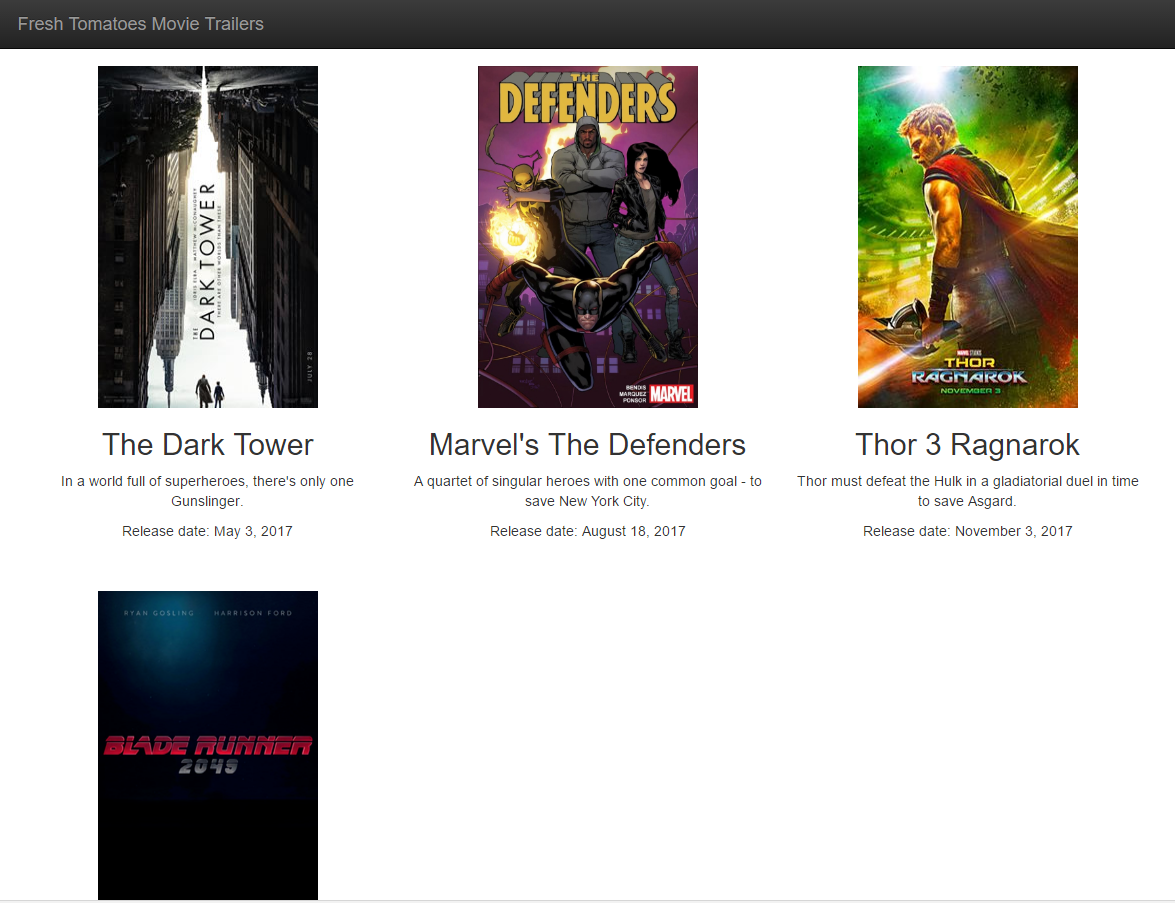 Fresh Tomatoes Movie Trailers
THE
DARK TOWER
IDRIS ELBA MATTHEW McCONAUGHEY
THERE ARE OTHER WORLDS THAN THESE
JULY 28
THE
DEFENDERS
BENDIS
MARQUEZ
PONSOR
MARVEL
MARVEL STUDIOS
THOR
RAGNAROK
NOVEMBER 3
The Dark Tower
Marvel's The Defenders
Thor 3 Ragnarok
In a world full of superheroes, there's only one
Gunslinger.
A quartet of singular heroes with one common goal - to
save New York City.
Thor must defeat the Hulk in a gladiatorial duel in time
to save Asgard.
Release date: May 3, 2017
Release date: August 18, 2017
Release date: November 3, 2017
RYAN GOSLING HARRISON FORD
BLADE RUNNER
2049